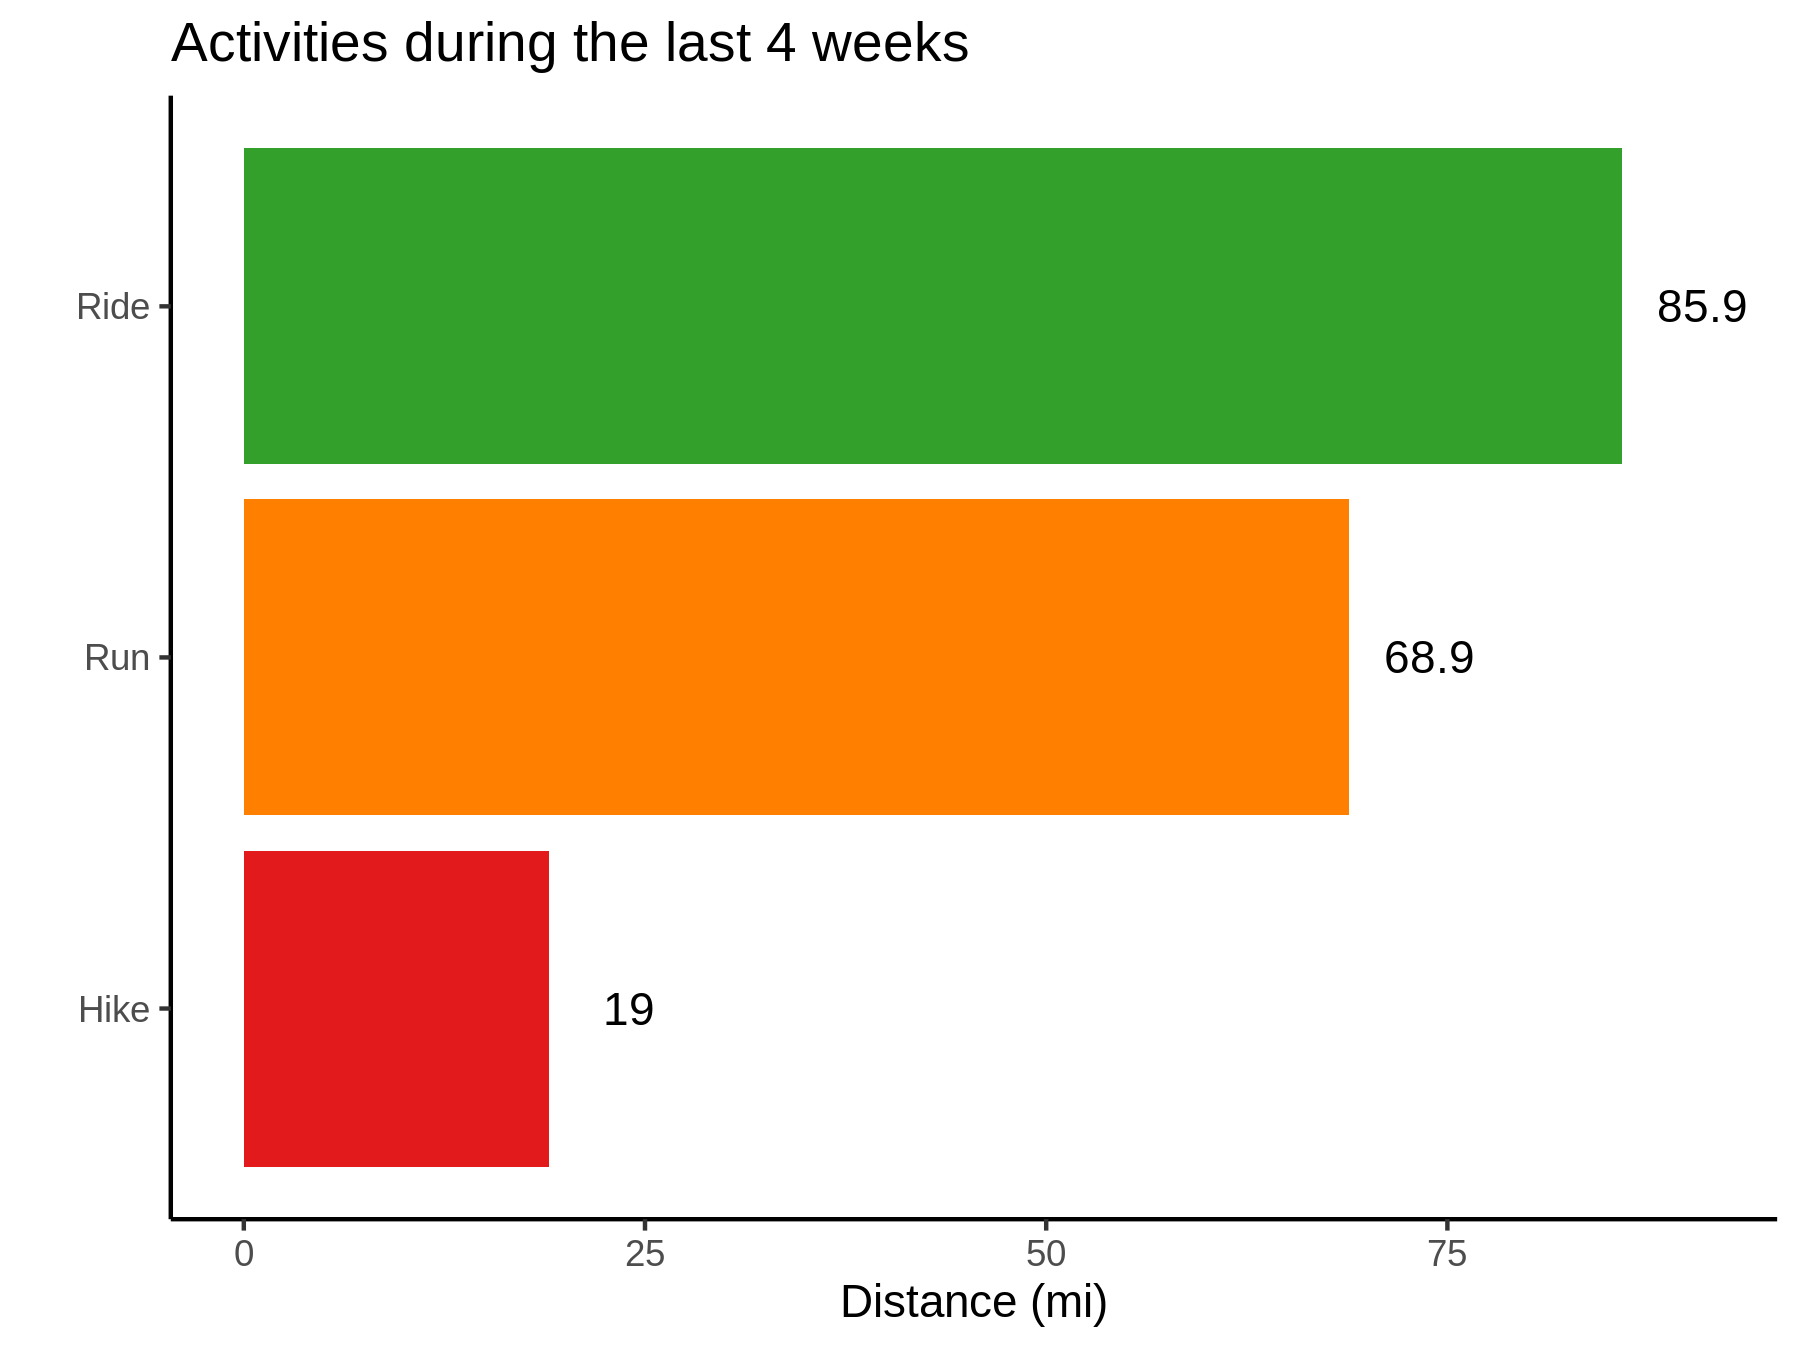 Activities during the last 4 weeks
Ride
85.9
Run
68.9
Hike
19
0 25 50 75
Distance (mi)